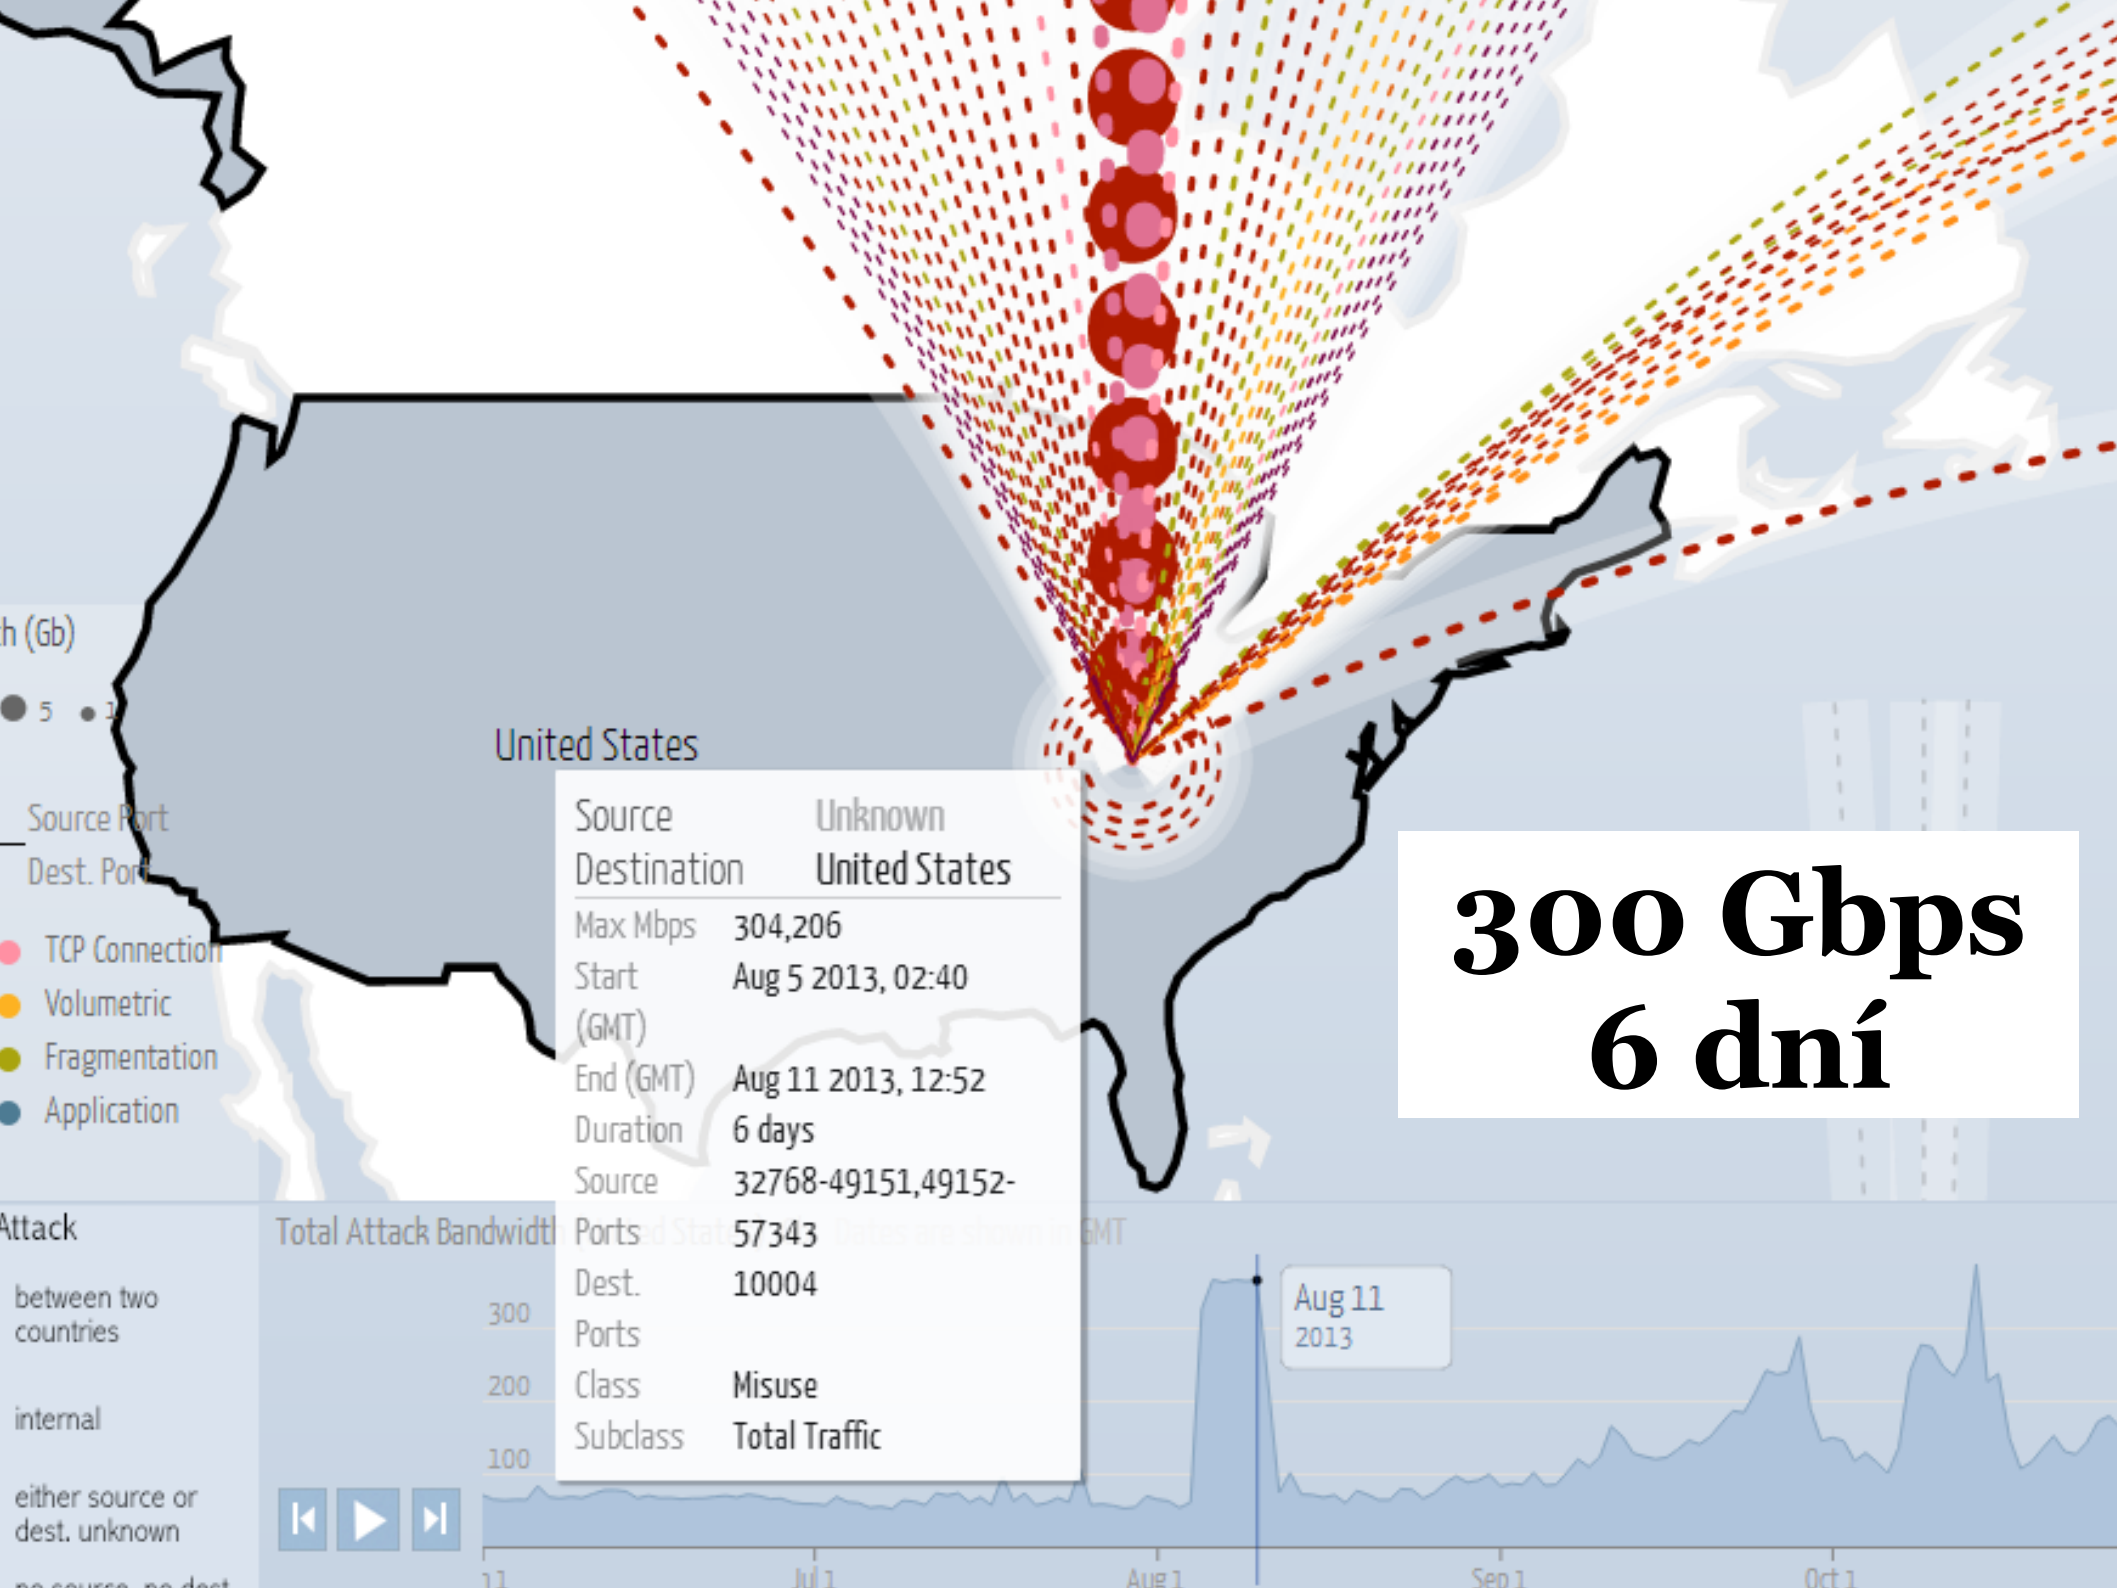 United States
Source Unknown
Destination United States
Max Mbps 304,206
Start (GMT) Aug 5 2013, 02:40
End (GMT) Aug 11 2013, 12:52
Duration 6 days
Source Ports 32768-49151,49152-57343
Dest. Ports 10004
Class Misuse
Subclass Total Traffic
300 Gbps
6 dní
(Gb)
5
1
Source Port
Dest. Port
TCP Connection
Volumetric
Fragmentation
Application
Attack
between two
countries
internal
either source or
dest. unknown
Total Attack Bandwidth Dates are shown in GMT
300
200
100
Aug 11
2013
Jul 1
Aug 1
Sep 1
Oct 1